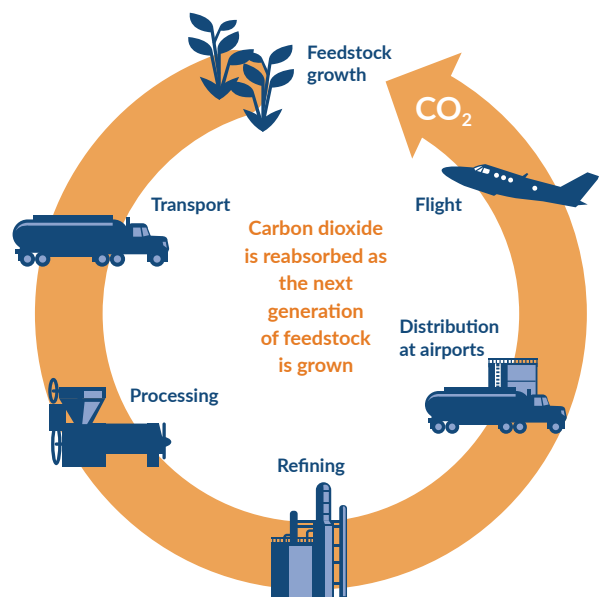 Feedstock
growth
CO₂
Transport
Flight
Carbon dioxide
is reabsorbed as
the next
generation
of feedstock
is grown
Distribution
at airports
Processing
Refining